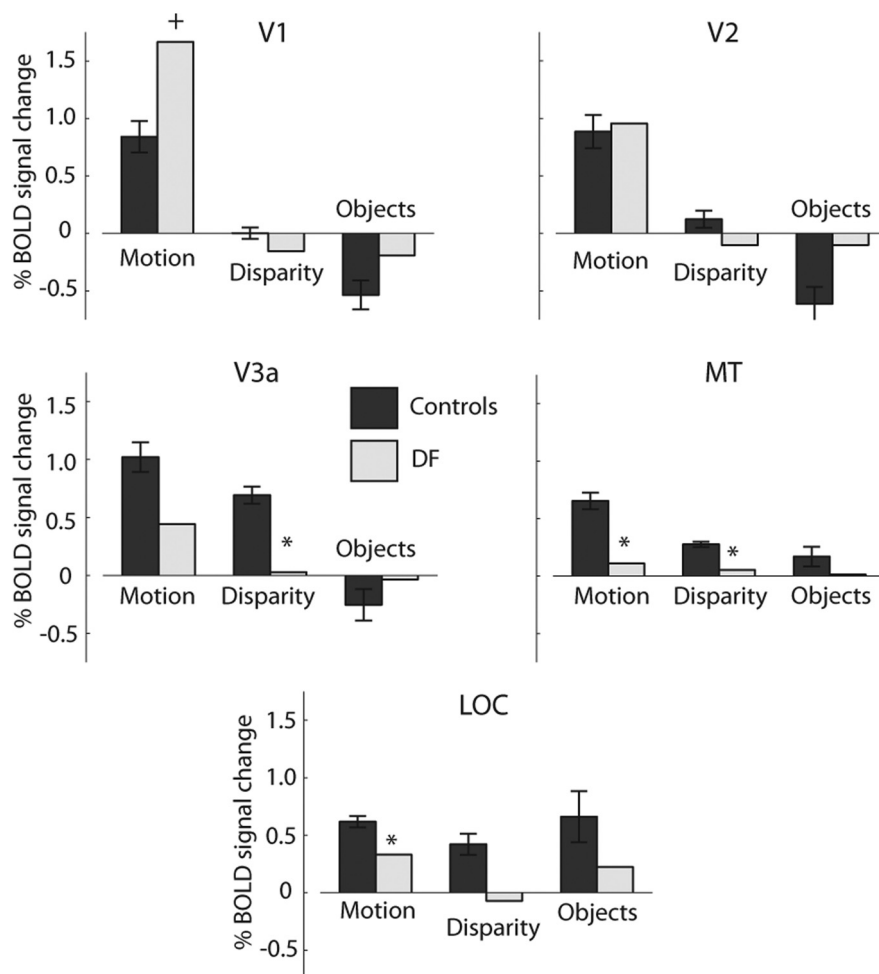 V1
+
% BOLD signal change
1.5
1.0
0.5
0
-0.5
Motion
Disparity
Objects
V2
Motion
Disparity
Objects
V3a
% BOLD signal change
1.5
1.0
0.5
0
-0.5
Motion
Disparity
*
Objects
Controls
DF
MT
*
*
Motion
Disparity
Objects
LOC
% BOLD signal change
1.5
1.0
0.5
0
-0.5
*
Motion
Disparity
Objects